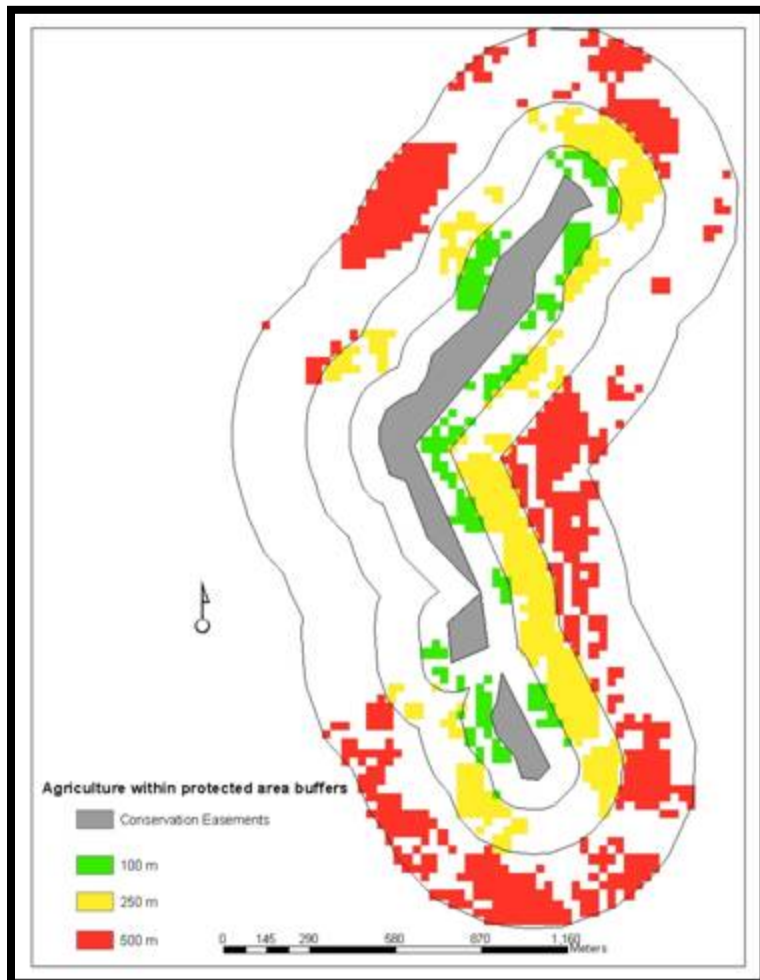 Agriculture within protected area buffers
Conservation Easements
100 m
250 m
500 m
0 145 290 580 870 1,160
Meters